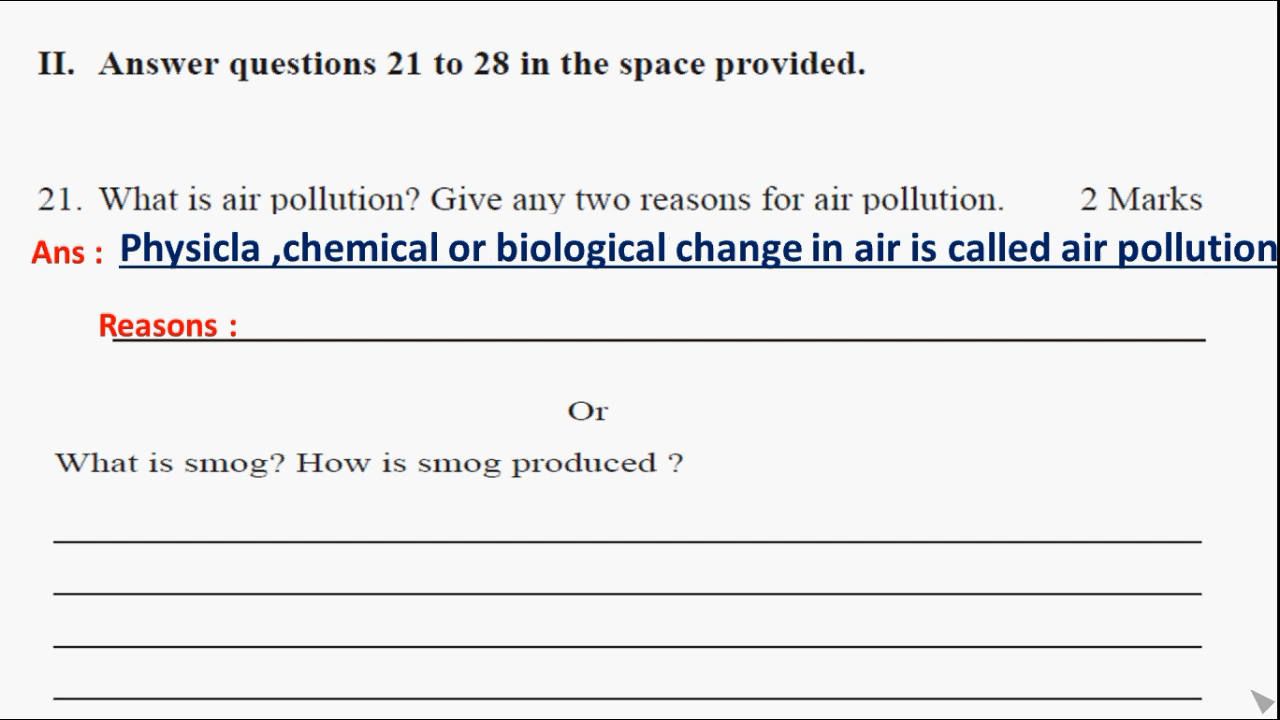 II. Answer questions 21 to 28 in the space provided.
21. What is air pollution? Give any two reasons for air pollution. 2 Marks
Ans : Physicla ,chemical or biological change in air is called air pollution
Reasons :
Or
What is smog? How is smog produced ?